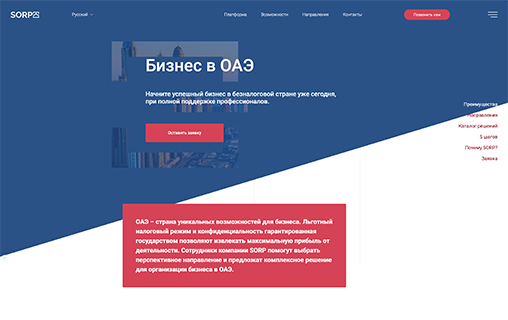 SORP
Русский
Платформа
Возможности
Направления
Контакты
Позвонить нам
Бизнес в ОАЭ
Начните успешный бизнес в безналоговой стране уже сегодня,
при полной поддержке профессионалов.
Оставить заявку
Преимущества
Направления
Каталог решений
5 шагов
Почему SORP?
Заявка
ОАЭ – страна уникальных возможностей для бизнеса. Льготный
налоговый режим и конфиденциальность гарантированная
государством позволяют извлекать максимальную прибыль от
деятельности. Сотрудники компании SORP помогут выбрать
перспективное направление и предложат комплексное решение
для организации бизнеса в ОАЭ.